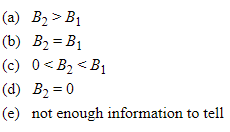 (a) B₂ > B₁
(b) B₂ = B₁
(c) 0 < B₂ < B₁
(d) B₂ = 0
(e) not enough information to tell